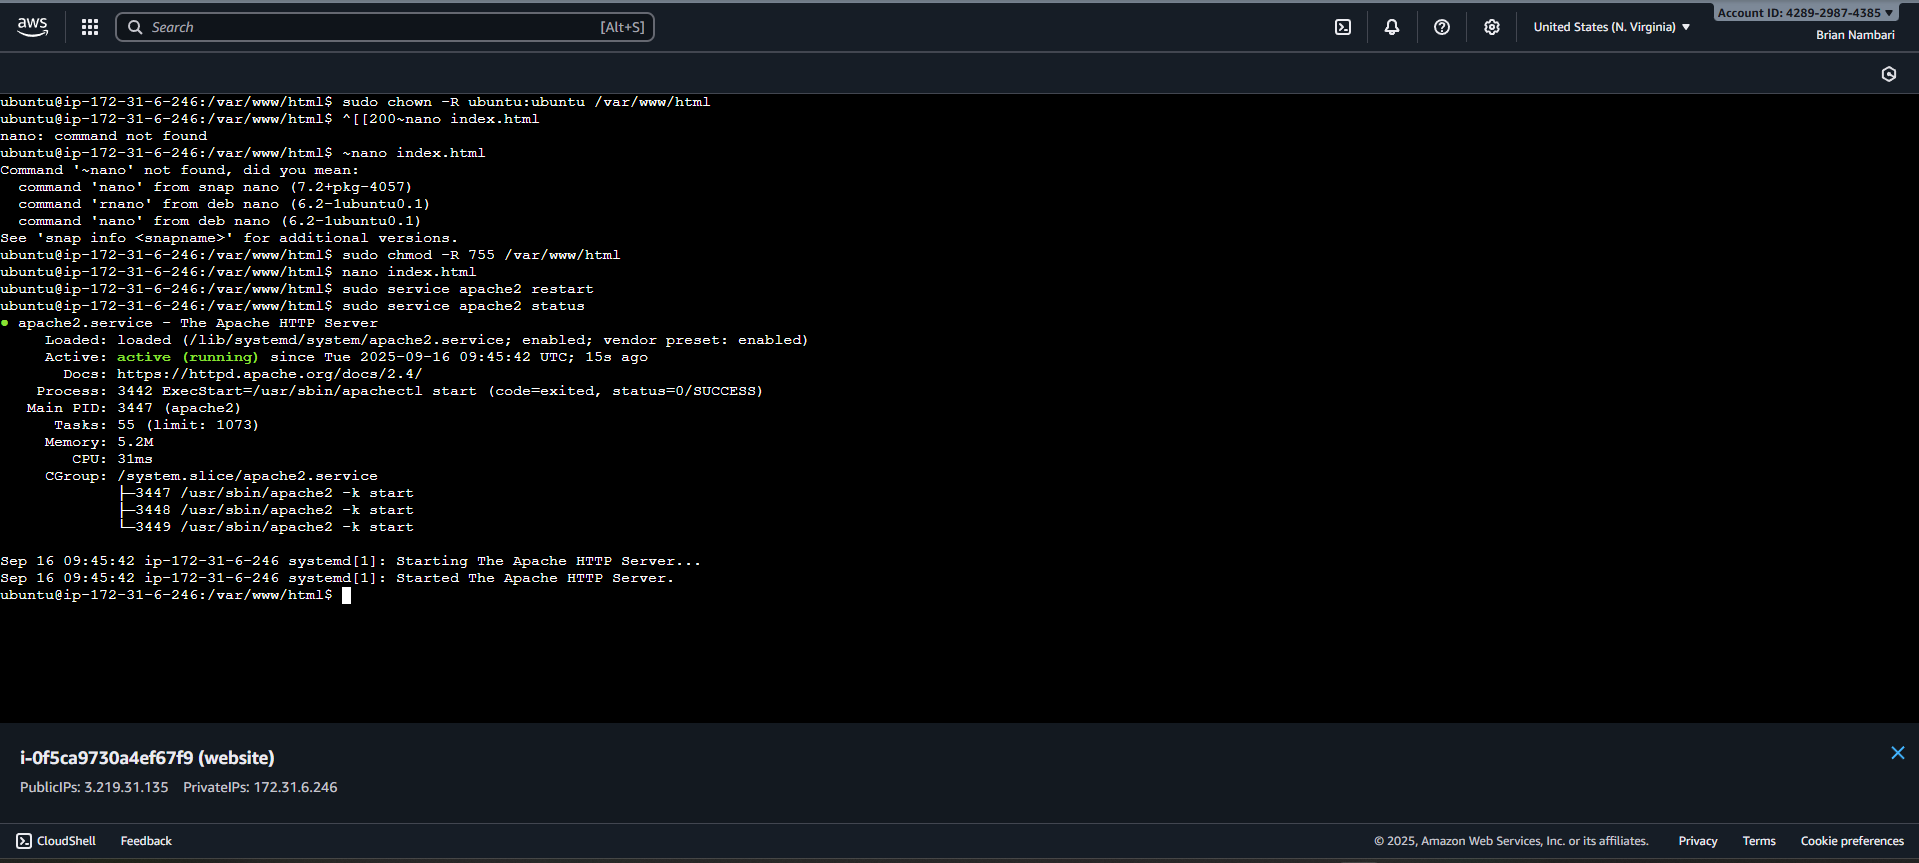 aws
Search [Alt+S]
United States (N. Virginia)
Account ID: 4289-2987-4385
Brian Nambari
ubuntu@ip-172-31-6-246:/var/www/html$ sudo chown -R ubuntu:ubuntu /var/www/html
ubuntu@ip-172-31-6-246:/var/www/html$ ^[[200~nano index.html
nano: command not found
ubuntu@ip-172-31-6-246:/var/www/html$ ~nano index.html
Command '~nano' not found, did you mean:
  command 'nano' from snap nano (7.2+pkg-4057)
  command 'rnano' from deb nano (6.2-1ubuntu0.1)
  command 'nano' from deb nano (6.2-1ubuntu0.1)
See 'snap info <snapname>' for additional versions.
ubuntu@ip-172-31-6-246:/var/www/html$ sudo chmod -R 755 /var/www/html
ubuntu@ip-172-31-6-246:/var/www/html$ nano index.html
ubuntu@ip-172-31-6-246:/var/www/html$ sudo service apache2 restart
ubuntu@ip-172-31-6-246:/var/www/html$ sudo service apache2 status
● apache2.service - The Apache HTTP Server
     Loaded: loaded (/lib/systemd/system/apache2.service; enabled; vendor preset: enabled)
     Active: active (running) since Tue 2025-09-16 09:45:42 UTC; 15s ago
       Docs: https://httpd.apache.org/docs/2.4/
    Process: 3442 ExecStart=/usr/sbin/apachectl start (code=exited, status=0/SUCCESS)
   Main PID: 3447 (apache2)
      Tasks: 55 (limit: 1073)
     Memory: 5.2M
        CPU: 31ms
     CGroup: /system.slice/apache2.service
             ├─3447 /usr/sbin/apache2 -k start
             ├─3448 /usr/sbin/apache2 -k start
             └─3449 /usr/sbin/apache2 -k start
Sep 16 09:45:42 ip-172-31-6-246 systemd[1]: Starting The Apache HTTP Server...
Sep 16 09:45:42 ip-172-31-6-246 systemd[1]: Started The Apache HTTP Server.
ubuntu@ip-172-31-6-246:/var/www/html$
i-0f5ca9730a4ef67f9 (website)
PublicIPs: 3.219.31.135 PrivateIPs: 172.31.6.246
CloudShell Feedback © 2025, Amazon Web Services, Inc. or its affiliates. Privacy Terms Cookie preferences